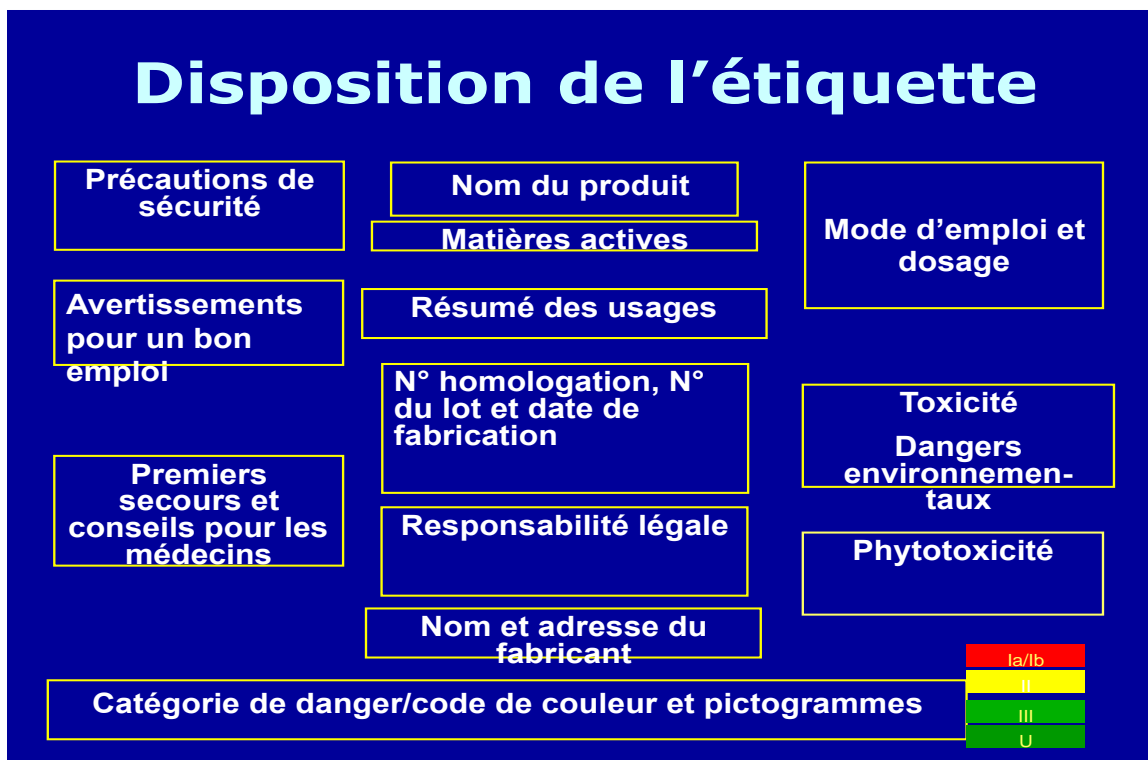 Disposition de l’étiquette
Précautions de
sécurité
Avertissements
pour un bon
emploi
Premiers
secours et
conseils pour les
médecins
Nom du produit
Matières actives
Résumé des usages
N° homologation, N°
du lot et date de
fabrication
Responsabilité légale
Nom et adresse du
fabricant
Mode d’emploi et
dosage
Toxicité
Dangers
environnemen-
taux
Phytotoxicité
Catégorie de danger/code de couleur et pictogrammes
Ia/Ib
II
III
U